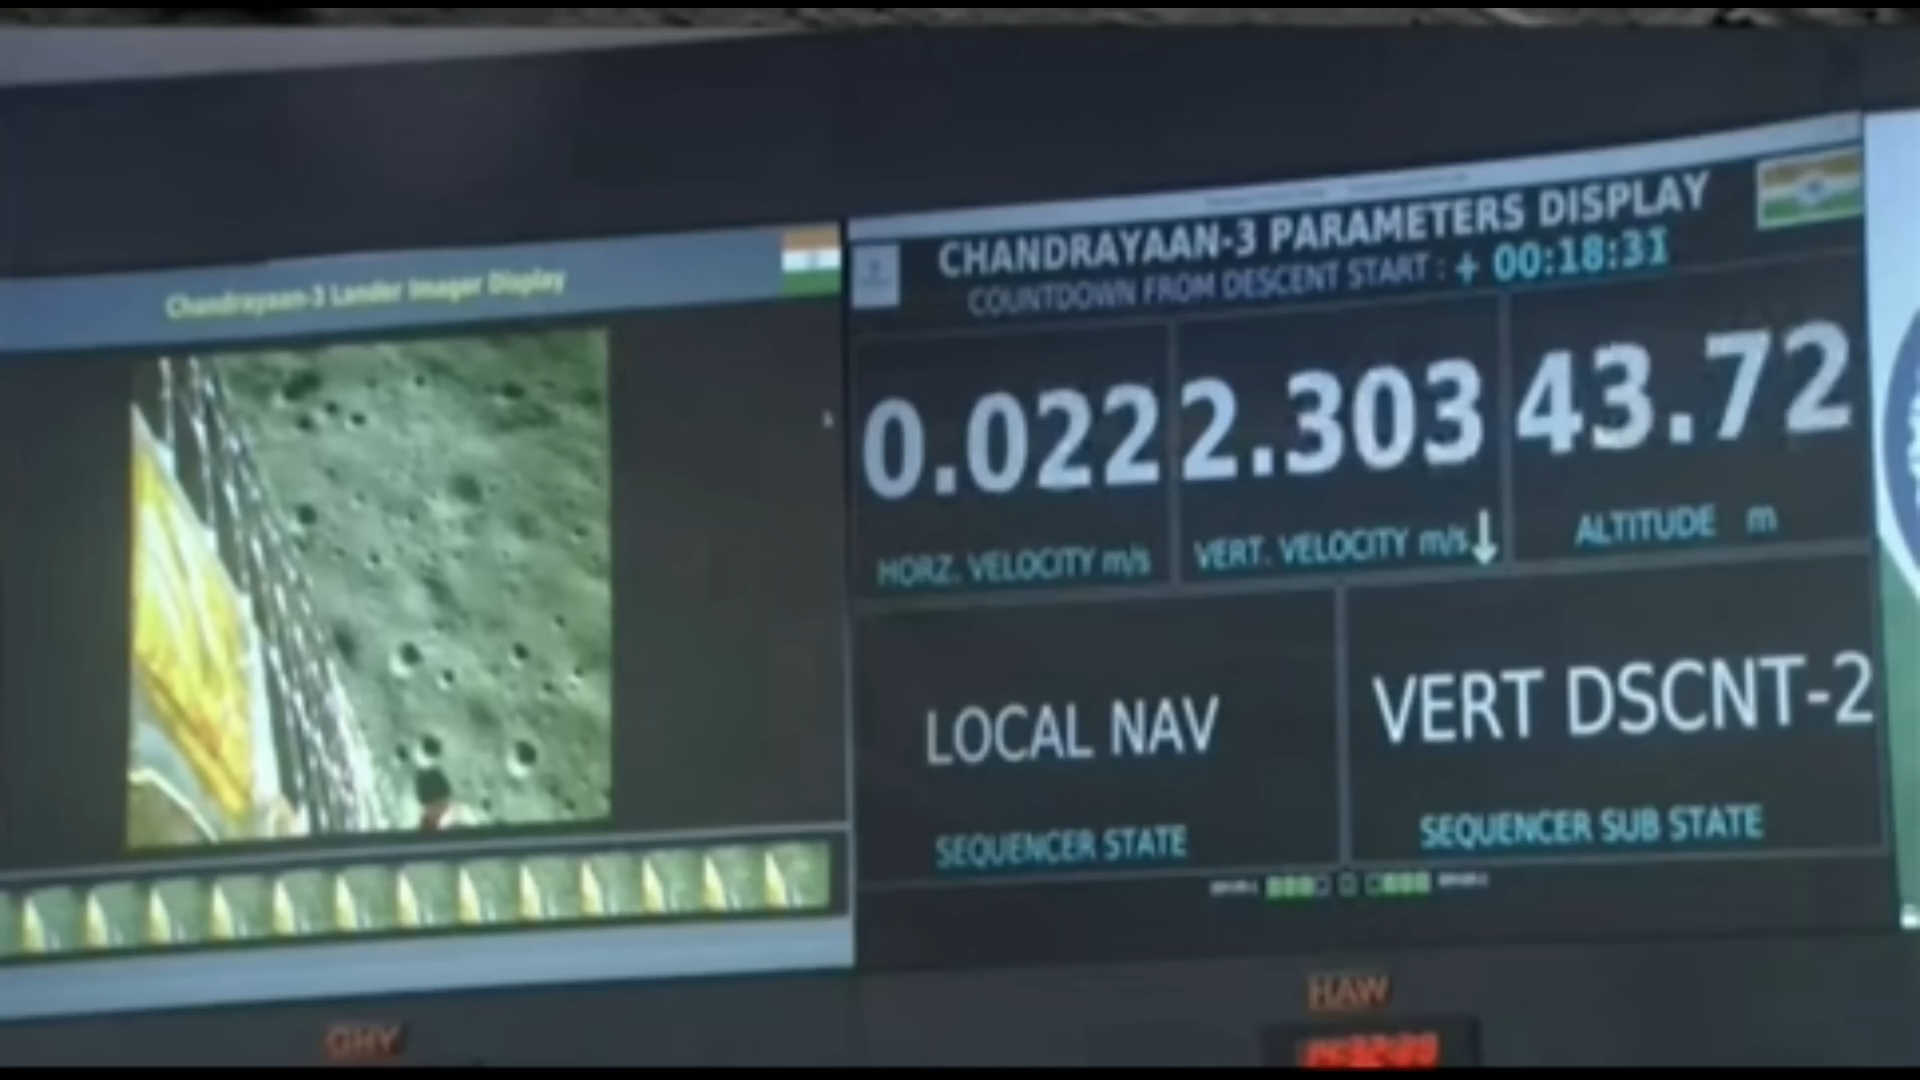 Chandrayaan-3 Lander Imager Display
CHANDRAYAAN-3 PARAMETERS DISPLAY
COUNTDOWN FROM DESCENT START : + 00:18:31
0.022 2.303 43.72
HORZ. VELOCITY m/s VERT. VELOCITY m/s↓ ALTITUDE m
LOCAL NAV VERT DSCNT-2
SEQUENCER STATE SEQUENCER SUB STATE
HAW
GHY